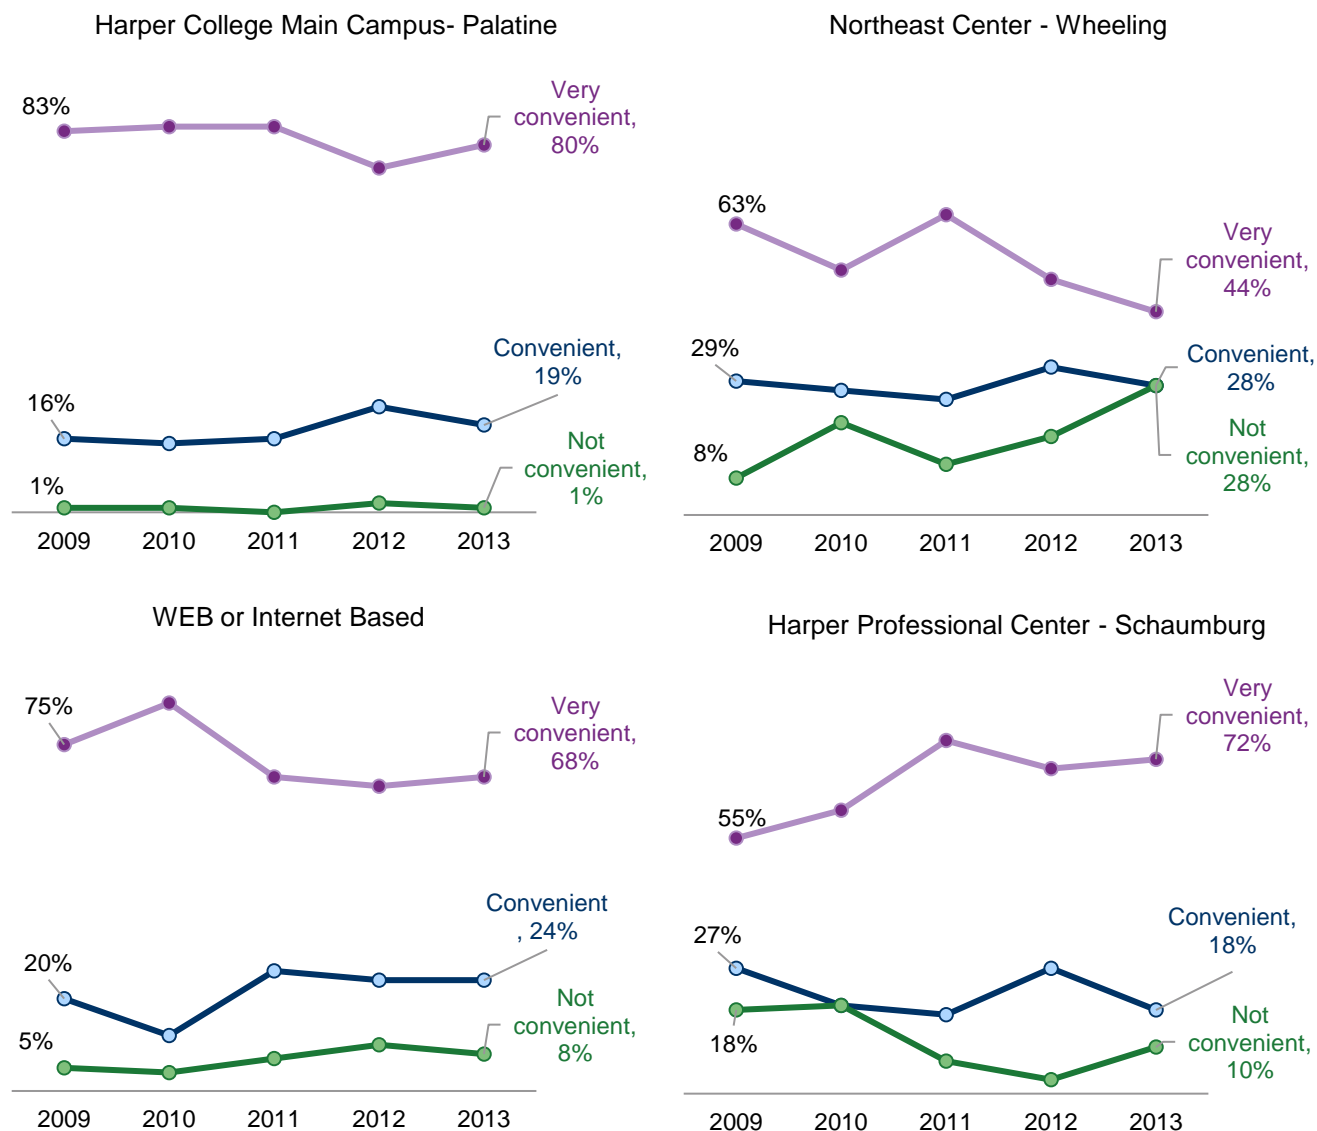 Harper College Main Campus- Palatine
83%
Very
convenient,
80%
Convenient,
19%
16%
Not
convenient,
1%
1%
2009 2010 2011 2012 2013
Northeast Center - Wheeling
63%
Very
convenient,
44%
29%
Convenient,
28%
8%
Not
convenient,
28%
2009 2010 2011 2012 2013
WEB or Internet Based
75%
Very
convenient,
68%
Convenient
, 24%
20%
Not
convenient,
8%
5%
2009 2010 2011 2012 2013
Harper Professional Center - Schaumburg
Very
convenient,
72%
55%
Convenient,
18%
27%
18%
Not
convenient,
10%
2009 2010 2011 2012 2013